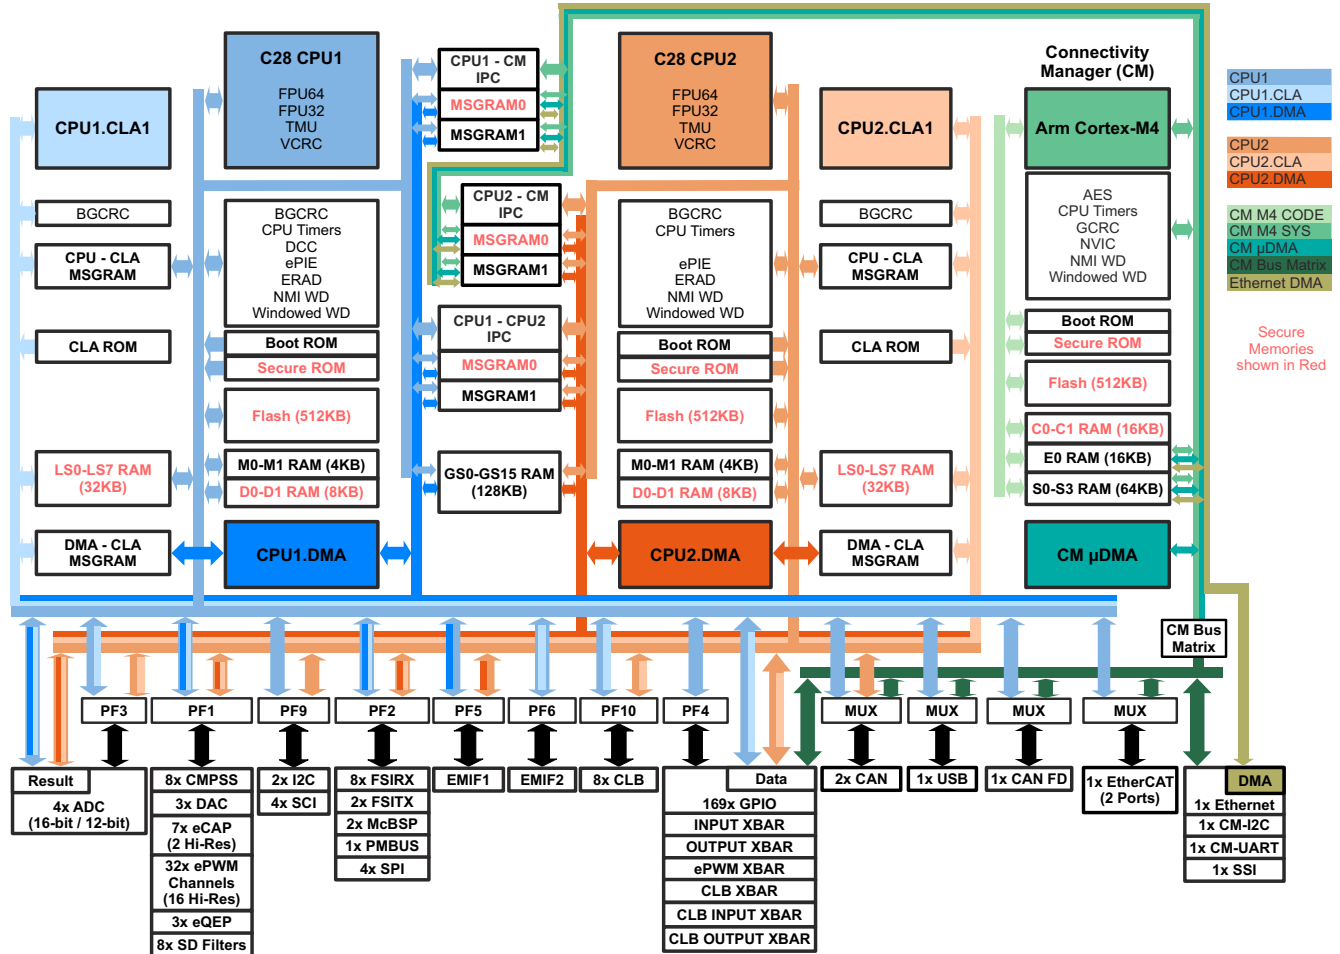 C28 CPU1
FPU64
FPU32
TMU
VCRC
CPU1.CLA1
CPU1 - CM
IPC
MSGRAM0
MSGRAM1
C28 CPU2
FPU64
FPU32
TMU
VCRC
CPU2.CLA1
Connectivity
Manager (CM)
Arm Cortex-M4
CPU1
CPU1.CLA
CPU1.DMA
CPU2
CPU2.CLA
CPU2.DMA
CM M4 CODE
CM M4 SYS
CM µDMA
CM Bus Matrix
Ethernet DMA
Secure
Memories
shown in Red
BGCRC
CPU - CLA
MSGRAM
CLA ROM
LS0-LS7 RAM
(32KB)
DMA - CLA
MSGRAM
BGCRC
CPU Timers
DCC
ePIE
ERAD
NMI WD
Windowed WD
Boot ROM
Secure ROM
Flash (512KB)
M0-M1 RAM (4KB)
D0-D1 RAM (8KB)
CPU1.DMA
CPU2 - CM
IPC
MSGRAM0
MSGRAM1
CPU1 - CPU2
IPC
MSGRAM0
MSGRAM1
GS0-GS15 RAM
(128KB)
BGCRC
CPU Timers
ePIE
ERAD
NMI WD
Windowed WD
Boot ROM
Secure ROM
Flash (512KB)
M0-M1 RAM (4KB)
D0-D1 RAM (8KB)
CPU2.DMA
BGCRC
CPU - CLA
MSGRAM
CLA ROM
LS0-LS7 RAM
(32KB)
DMA - CLA
MSGRAM
AES
CPU Timers
GCRC
NVIC
NMI WD
Windowed WD
Boot ROM
Secure ROM
Flash (512KB)
C0-C1 RAM (16KB)
E0 RAM (16KB)
S0-S3 RAM (64KB)
CM µDMA
CM Bus
Matrix
PF3
PF1
PF9
PF2
PF5
PF6
PF10
PF4
MUX
MUX
MUX
MUX
Result
4x ADC
(16-bit / 12-bit)
8x CMPSS
3x DAC
7x eCAP
(2 Hi-Res)
32x ePWM
Channels
(16 Hi-Res)
3x eQEP
8x SD Filters
2x I2C
4x SCI
8x FSIRX
2x FSITX
2x McBSP
1x PMBUS
4x SPI
EMIF1
EMIF2
8x CLB
Data
169x GPIO
INPUT XBAR
OUTPUT XBAR
ePWM XBAR
CLB XBAR
CLB INPUT XBAR
CLB OUTPUT XBAR
2x CAN
1x USB
1x CAN FD
1x EtherCAT
(2 Ports)
DMA
1x Ethernet
1x CM-I2C
1x CM-UART
1x SSI